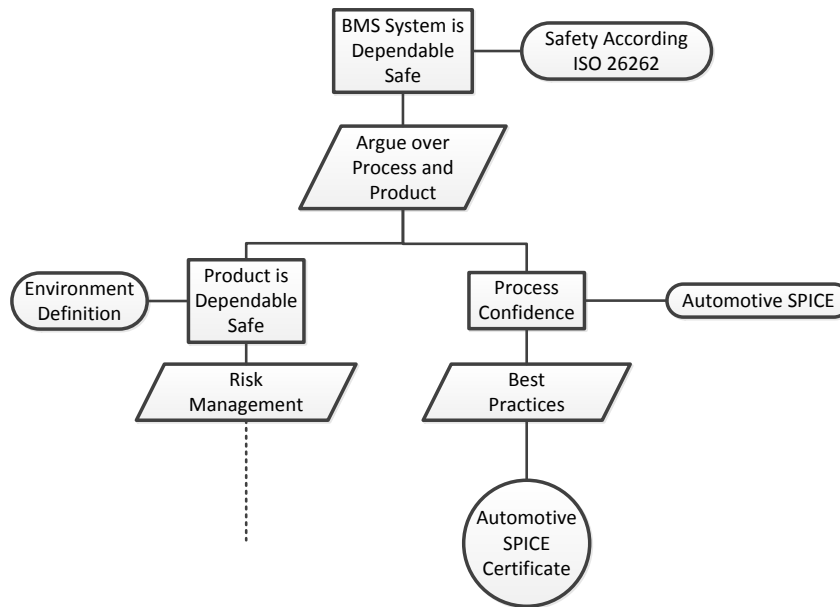 BMS System is
Dependable
Safe
Safety According
ISO 26262
Argue over
Process and
Product
Environment
Definition
Product is
Dependable
Safe
Process
Confidence
Automotive SPICE
Risk
Management
Best
Practices
Automotive
SPICE
Certificate